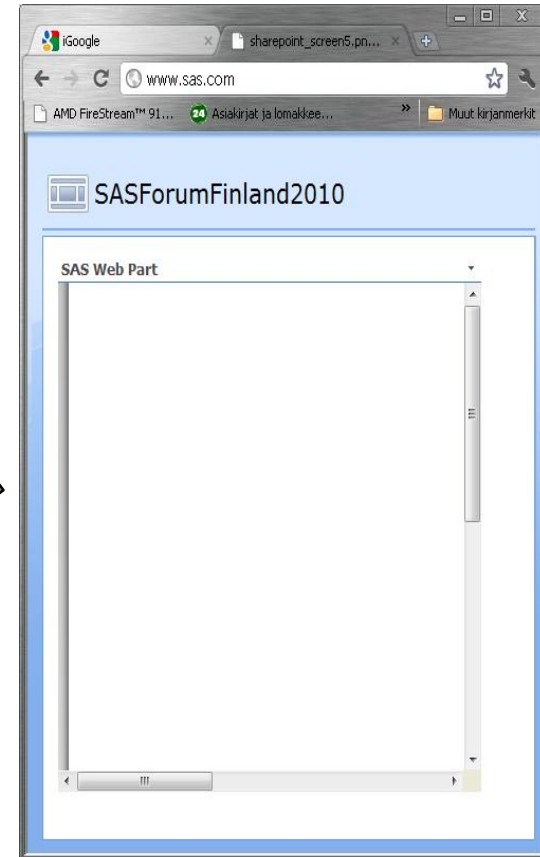 iGoogle
sharepoint_screen5.pn...
www.sas.com
AMD FireStream™ 91...
24 Asiakirjat ja lomakkee...
»
Muut kirjanmerkit
SASForumFinland2010
SAS Web Part